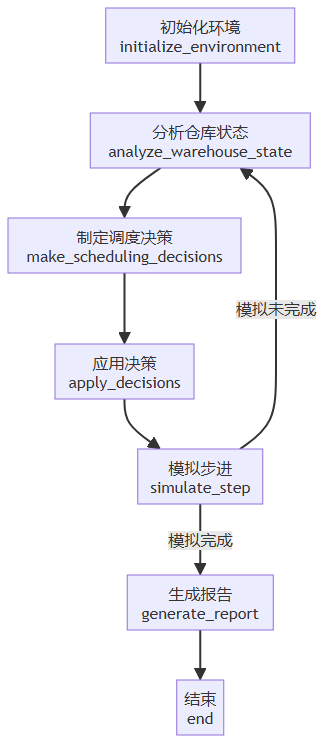 初始化环境
initialize_environment
分析仓库状态
analyze_warehouse_state
制定调度决策
make_scheduling_decisions
模拟未完成
应用决策
apply_decisions
模拟步进
simulate_step
模拟完成
生成报告
generate_report
结束
end